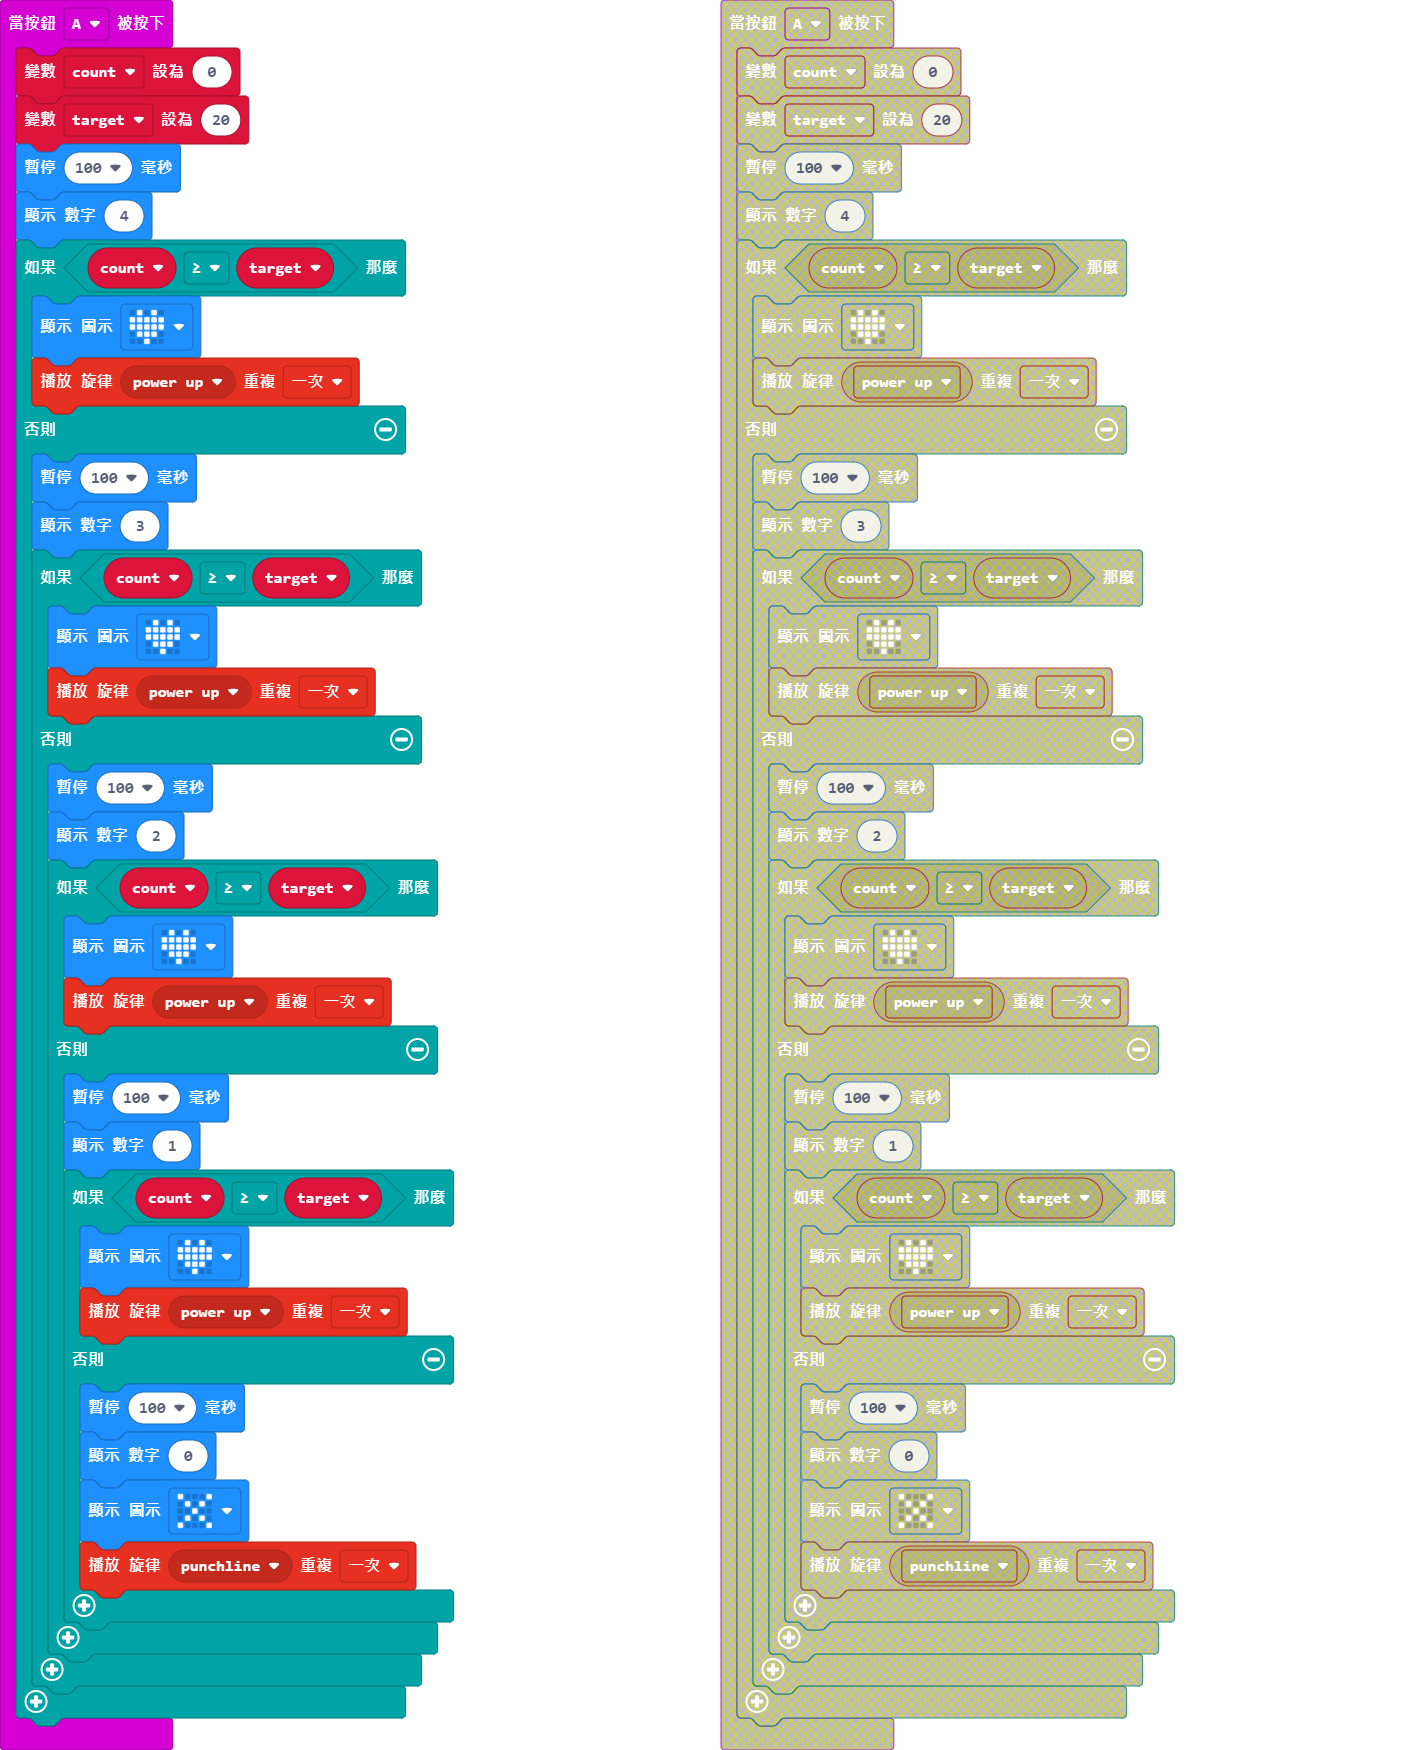 當按鈕 A 被按下
變數 count 設為 0
變數 target 設為 20
暫停 100 毫秒
顯示 數字 4
如果 count ≥ target 那麼
顯示 圖示
播放 旋律 power up 重複 一次
否則
暫停 100 毫秒
顯示 數字 3
如果 count ≥ target 那麼
顯示 圖示
播放 旋律 power up 重複 一次
否則
暫停 100 毫秒
顯示 數字 2
如果 count ≥ target 那麼
顯示 圖示
播放 旋律 power up 重複 一次
否則
暫停 100 毫秒
顯示 數字 1
如果 count ≥ target 那麼
顯示 圖示
播放 旋律 power up 重複 一次
否則
暫停 100 毫秒
顯示 數字 0
顯示 圖示
播放 旋律 punchline 重複 一次
當按鈕 A 被按下
變數 count 設為 0
變數 target 設為 20
暫停 100 毫秒
顯示 數字 4
如果 count ≥ target 那麼
顯示 圖示
播放 旋律 power up 重複 一次
否則
暫停 100 毫秒
顯示 數字 3
如果 count ≥ target 那麼
顯示 圖示
播放 旋律 power up 重複 一次
否則
暫停 100 毫秒
顯示 數字 2
如果 count ≥ target 那麼
顯示 圖示
播放 旋律 power up 重複 一次
否則
暫停 100 毫秒
顯示 數字 1
如果 count ≥ target 那麼
顯示 圖示
播放 旋律 power up 重複 一次
否則
暫停 100 毫秒
顯示 數字 0
顯示 圖示
播放 旋律 punchline 重複 一次